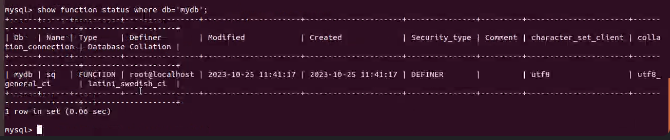 mysql> show function status where db='mydb';
+------+------+----------+----------------+---------------------+---------------------+---------------+---------+----------------------+-------
---------------+--------------------+
| Db | Name | Type | Definer | Modified | Created | Security_type | Comment | character_set_client | colla
tion_connection | Database Collation |
+------+------+----------+----------------+---------------------+---------------------+---------------+---------+----------------------+-------
---------------+--------------------+
| mydb | sq | FUNCTION | root@localhost | 2023-10-25 11:41:17 | 2023-10-25 11:41:17 | DEFINER | | utf8 | utf8_
general_ci | latin1_swedish_ci |
+------+------+----------+----------------+---------------------+---------------------+---------------+---------+----------------------+-------
---------------+--------------------+
1 row in set (0.06 sec)
mysql>